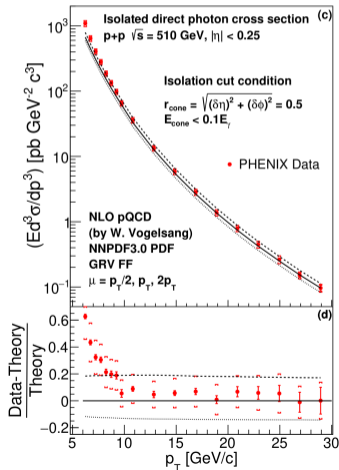 (c)
Isolated direct photon cross section
p+p √s = 510 GeV, |η| < 0.25
Isolation cut condition
r_cone = √((δη)² + (δφ)²) = 0.5
E_cone < 0.1E_γ
PHENIX Data
NLO pQCD
(by W. Vogelsang)
NNPDF3.0 PDF
GRV FF
μ = p_T/2, p_T, 2p_T
(Ed³σ/dp³) [pb GeV⁻² c³]
10³
10²
10
1
10⁻¹
(d)
Data-Theory
Theory
0.6
0.4
0.2
0
−0.2
5 10 15 20 25 30
p_T [GeV/c]